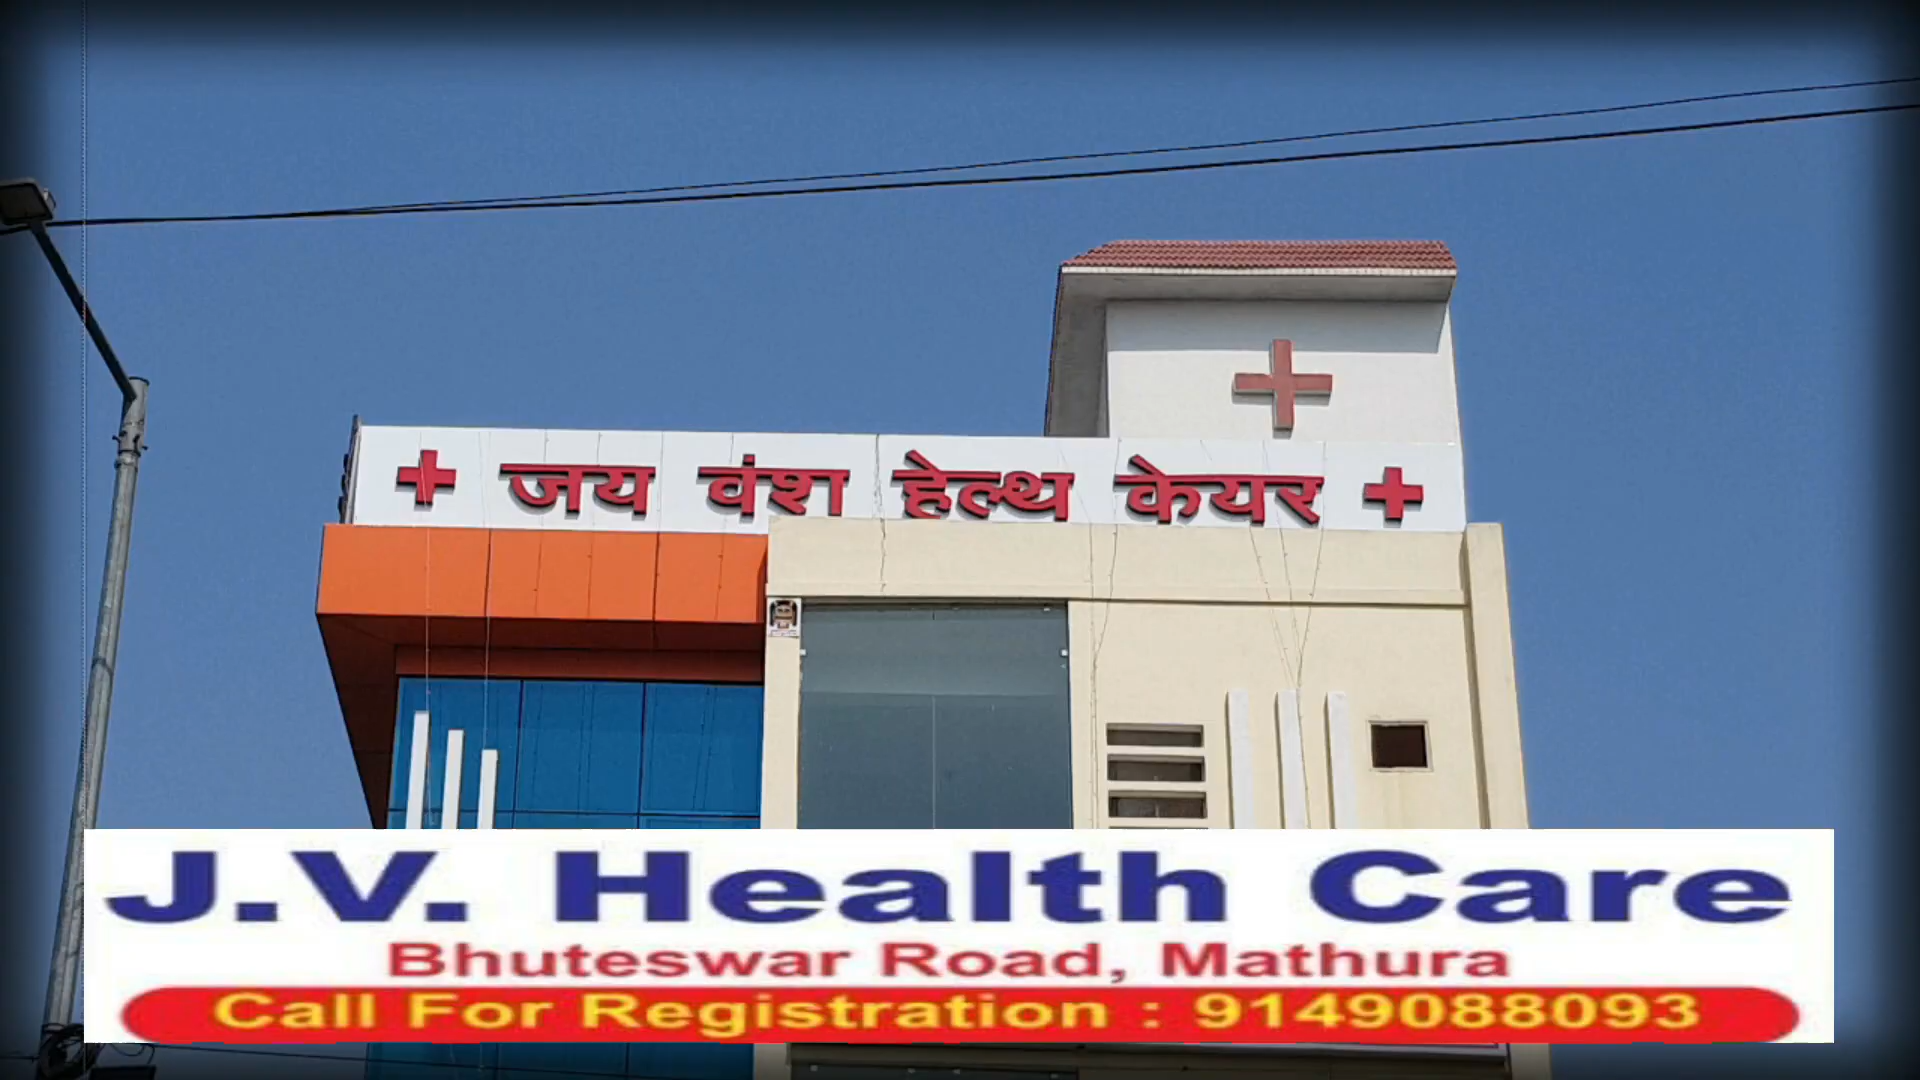 + जय वंश हेल्थ केयर +
J.V. Health Care
Bhuteswar Road, Mathura
Call For Registration : 9149088093